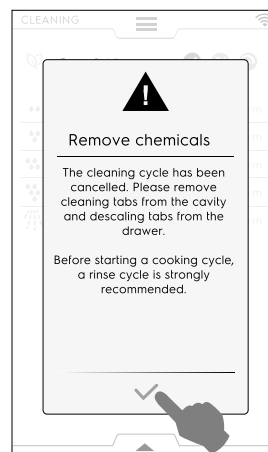 CLEANING
Remove chemicals
The cleaning cycle has been
cancelled. Please remove
cleaning tabs from the cavity
and descaling tabs from the
drawer.
Before starting a cooking cycle,
a rinse cycle is strongly
recommended.